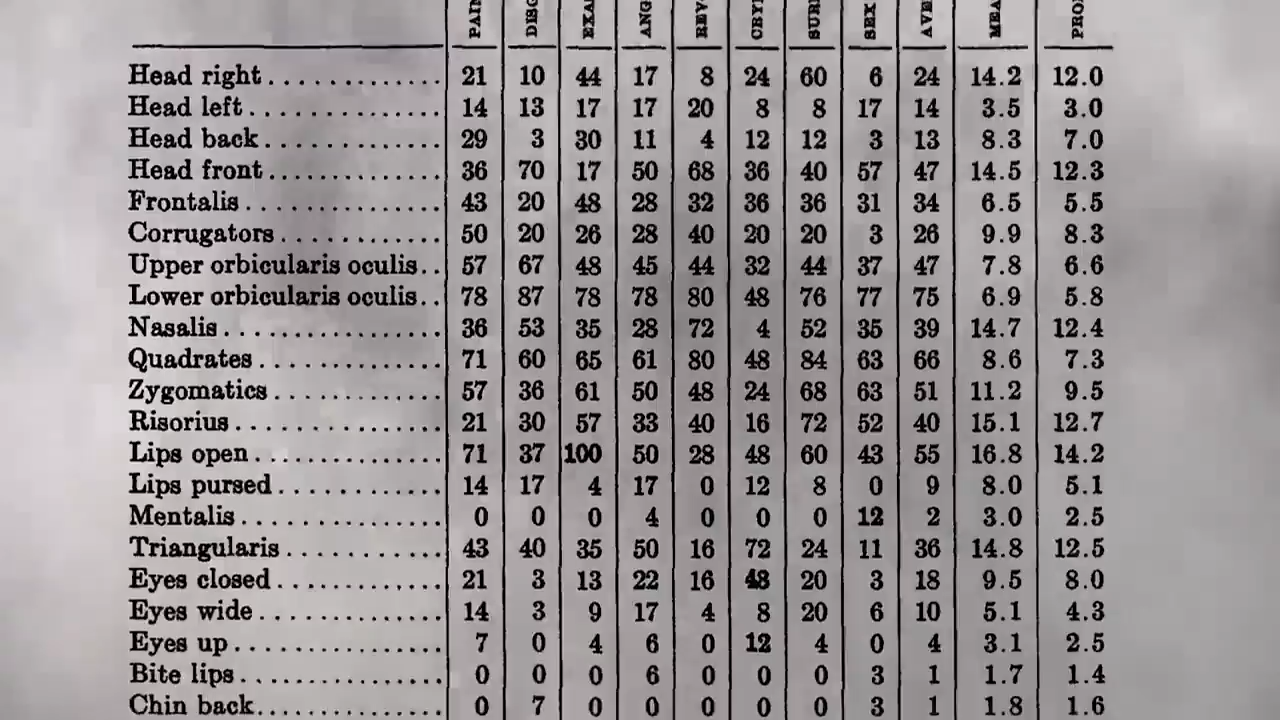 Head right.............. 21 10 44 17 8 24 60 6 24 14.2 12.0
Head left............... 14 13 17 17 20 8 8 17 14 3.5 3.0
Head back.............. 29 3 30 11 4 12 12 3 13 8.3 7.0
Head front.............. 36 70 17 50 68 36 40 57 47 14.5 12.3
Frontalis............... 43 20 48 28 32 36 36 31 34 6.5 5.5
Corrugators............. 50 20 26 28 40 20 20 3 26 9.9 8.3
Upper orbicularis oculis.. 57 67 48 45 44 32 44 37 47 7.8 6.6
Lower orbicularis oculis.. 78 87 78 78 80 48 76 77 75 6.9 5.8
Nasalis................. 36 53 35 28 72 4 52 35 39 14.7 12.4
Quadrates............... 71 60 65 61 80 48 84 63 66 8.6 7.3
Zygomatics.............. 57 36 61 50 48 24 68 63 51 11.2 9.5
Risorius................ 21 30 57 33 40 16 72 52 40 15.1 12.7
Lips open............... 71 37 100 50 28 48 60 43 55 16.8 14.2
Lips pursed............. 14 17 4 17 0 12 8 0 9 8.0 5.1
Mentalis................ 0 0 0 4 0 0 0 12 2 3.0 2.5
Triangularis............. 43 40 35 50 16 72 24 11 36 14.8 12.5
Eyes closed............. 21 3 13 22 16 48 20 3 18 9.5 8.0
Eyes wide............... 14 3 9 17 4 8 20 6 10 5.1 4.3
Eyes up................. 7 0 4 6 0 12 4 0 4 3.1 2.5
Bite lips................ 0 0 0 6 0 0 0 3 1 1.7 1.4
Chin back............... 0 7 0 0 0 0 0 3 1 1.8 1.6